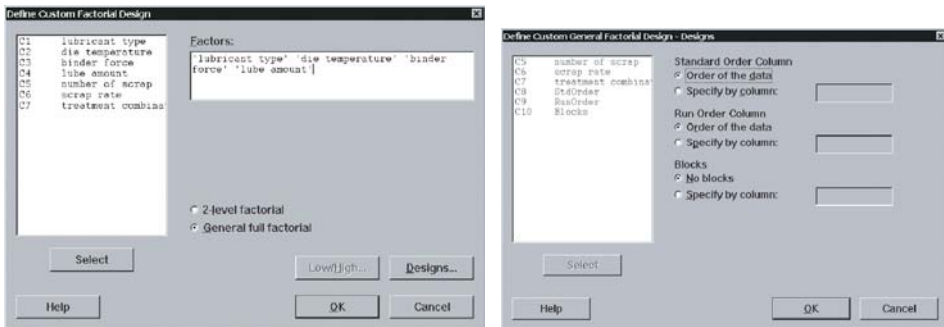 Define Custom Factorial Design
C1 lubricant type
C2 die temperature
C3 binder force
C4 lube amount
C5 number of scrap
C6 scrap rate
C7 treatment combina
Factors:
'lubricant type' 'die temperature' 'binder
force' 'lube amount'
2-level factorial
General full factorial
Select
Low/High...
Designs...
Help
OK
Cancel
Define Custom General Factorial Design - Designs
C5 number of scrap
C6 scrap rate
C7 treatment combina
C8 StdOrder
C9 RunOrder
C10 Blocks
Standard Order Column
Order of the data
Specify by column:
Run Order Column
Order of the data
Specify by column:
Blocks
No blocks
Specify by column:
Select
Help
OK
Cancel